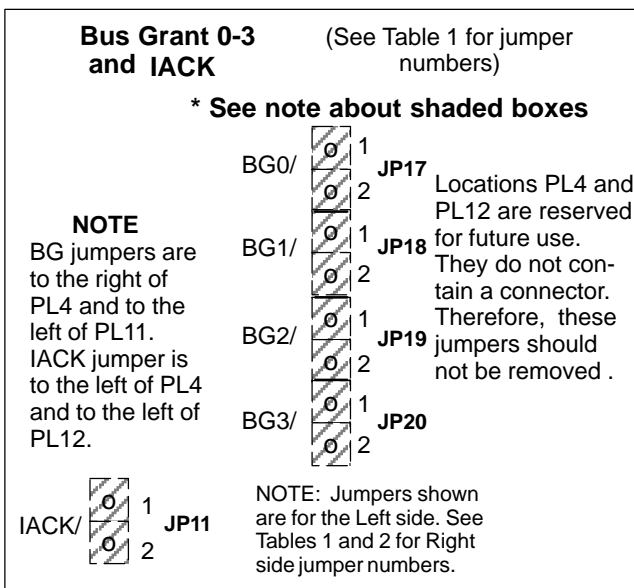 Bus Grant 0-3
and IACK
(See Table 1 for jumper
numbers)
* See note about shaded boxes
BG0/
o 1
o 2
JP17
BG1/
o 1
o 2
JP18
BG2/
o 1
o 2
JP19
BG3/
o 1
o 2
JP20
Locations PL4 and
PL12 are reserved
for future use.
They do not con-
tain a connector.
Therefore, these
jumpers should
not be removed .
NOTE
BG jumpers are
to the right of
PL4 and to the
left of PL11.
IACK jumper is
to the left of PL4
and to the left of
PL12.
IACK/
o 1
o 2
JP11
NOTE: Jumpers shown
are for the Left side. See
Tables 1 and 2 for Right
side jumper numbers.